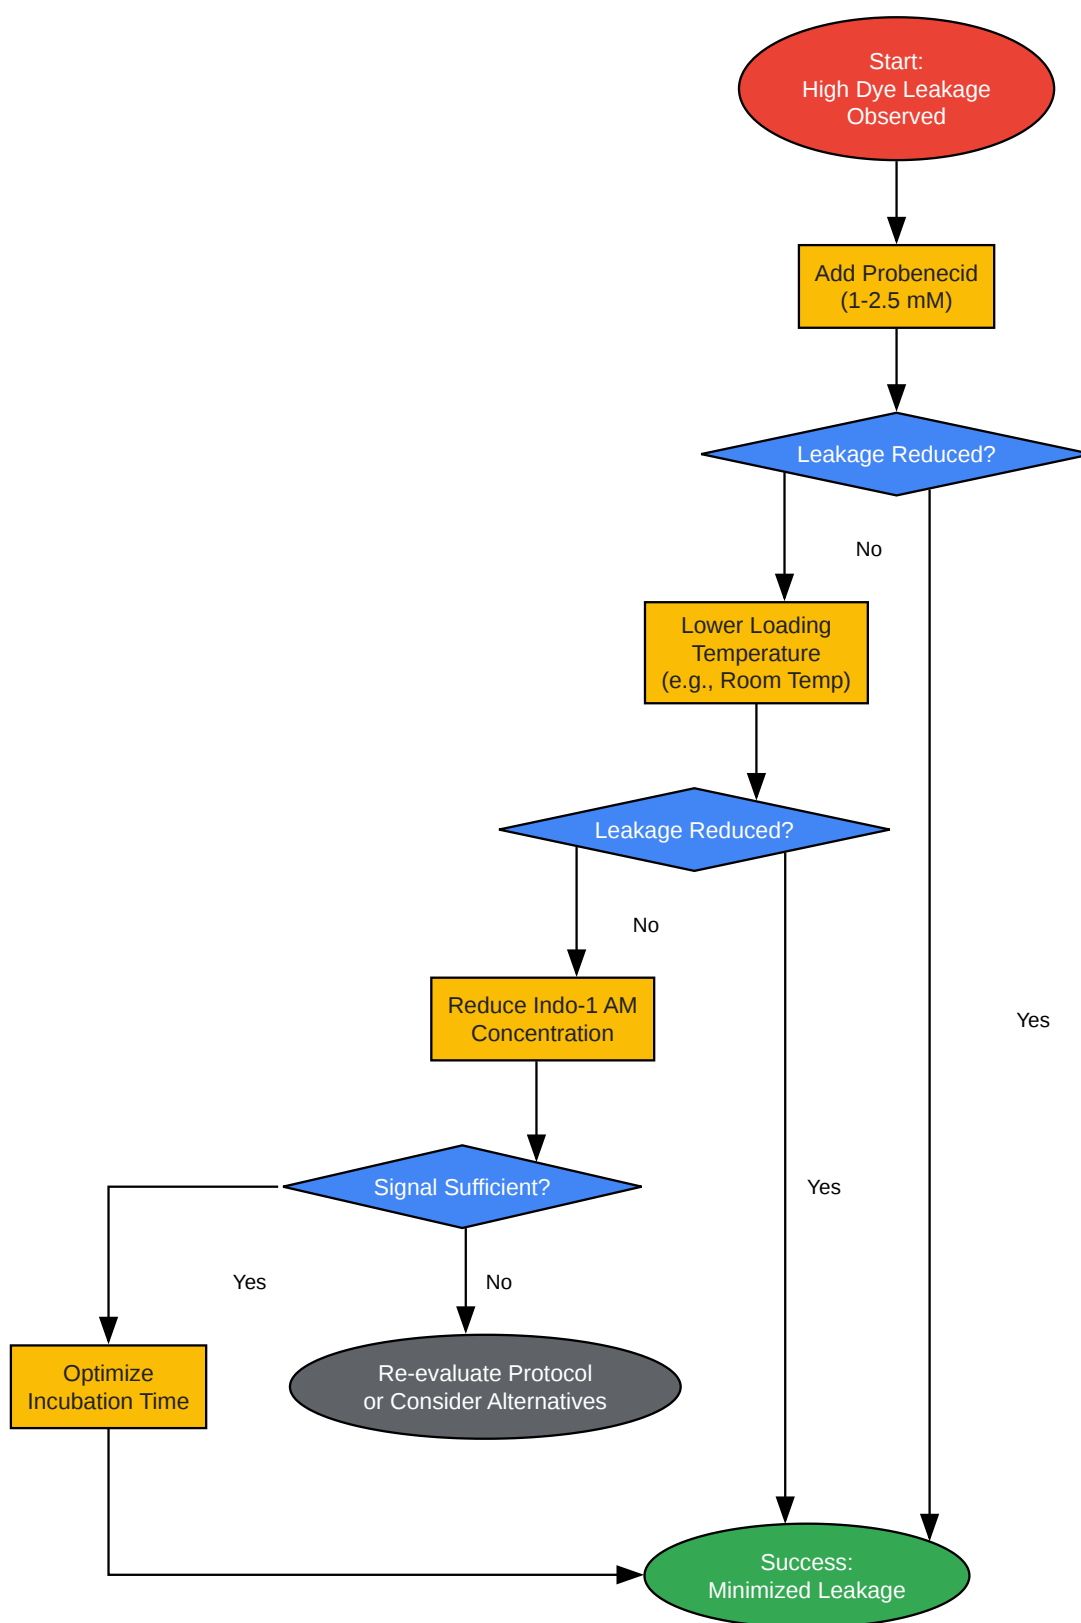 Start:
High Dye Leakage
Observed
Add Probenecid
(1-2.5 mM)
Leakage Reduced?
No
Lower Loading
Temperature
(e.g., Room Temp)
Leakage Reduced?
No
Reduce Indo-1 AM
Concentration
Yes
Signal Sufficient?
Yes
Yes
No
Optimize
Incubation Time
Re-evaluate Protocol
or Consider Alternatives
Success:
Minimized Leakage